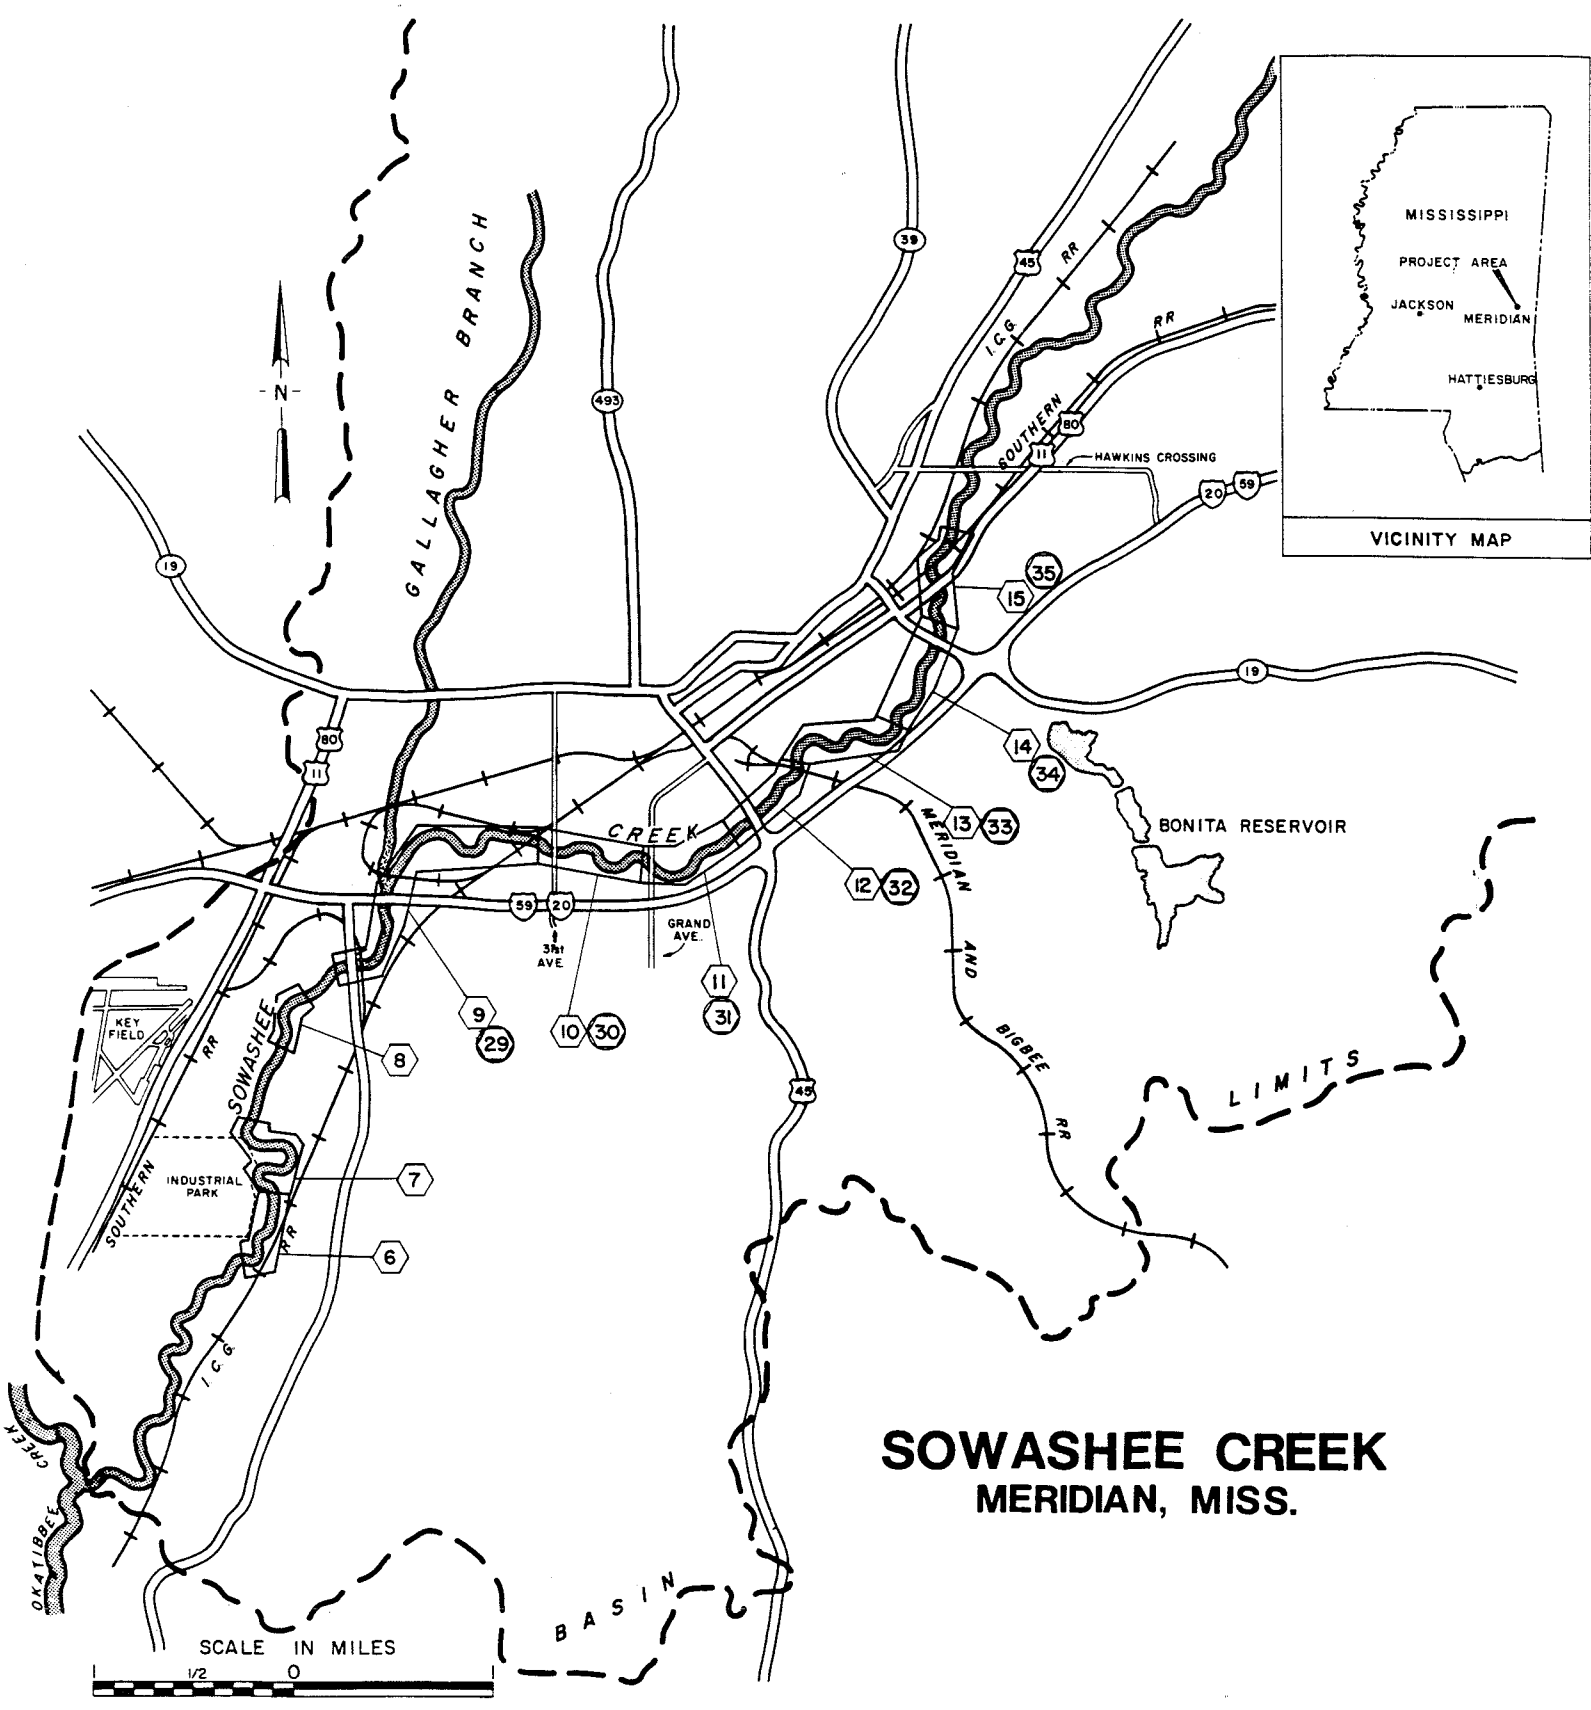 GALLAGHER BRANCH
N
39
45
I.C.G. RR
493
SOUTHERN RR
80
11
HAWKINS CROSSING
20
59
19
MISSISSIPPI
PROJECT AREA
JACKSON
MERIDIAN
HATTIESBURG
VICINITY MAP
35
15
19
80
11
14
34
BONITA RESERVOIR
CREEK
13
33
12
32
MERIDIAN AND BIGBEE RR
59
20
31st
AVE
GRAND
AVE.
11
31
10
30
9
29
8
KEY
FIELD
RR
SOWASHEE
45
LIMITS
INDUSTRIAL
PARK
7
SOUTHERN
RR
6
I.C.G.
CREEK
OKATIBBEE
SOWASHEE CREEK
MERIDIAN, MISS.
BASIN
SCALE IN MILES
1/2 0